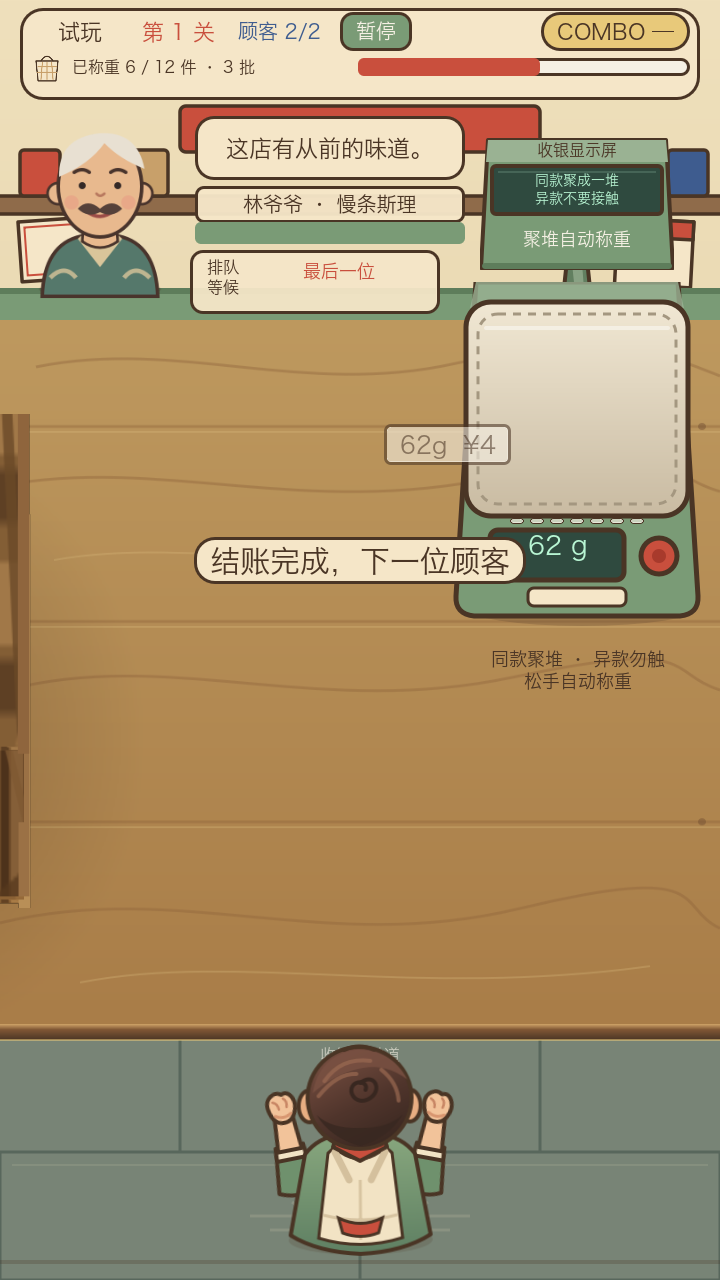 试玩 第 1 关 顾客 2/2 暂停 COMBO —
已称重 6 / 12 件 · 3 批
这店有从前的味道。
林爷爷 · 慢条斯理
排队
等候
最后一位
收银显示屏
同款聚成一堆
异款不要接触
聚堆自动称重
62g ¥4
62 g
结账完成，下一位顾客
同款聚堆 · 异款勿触
松手自动称重